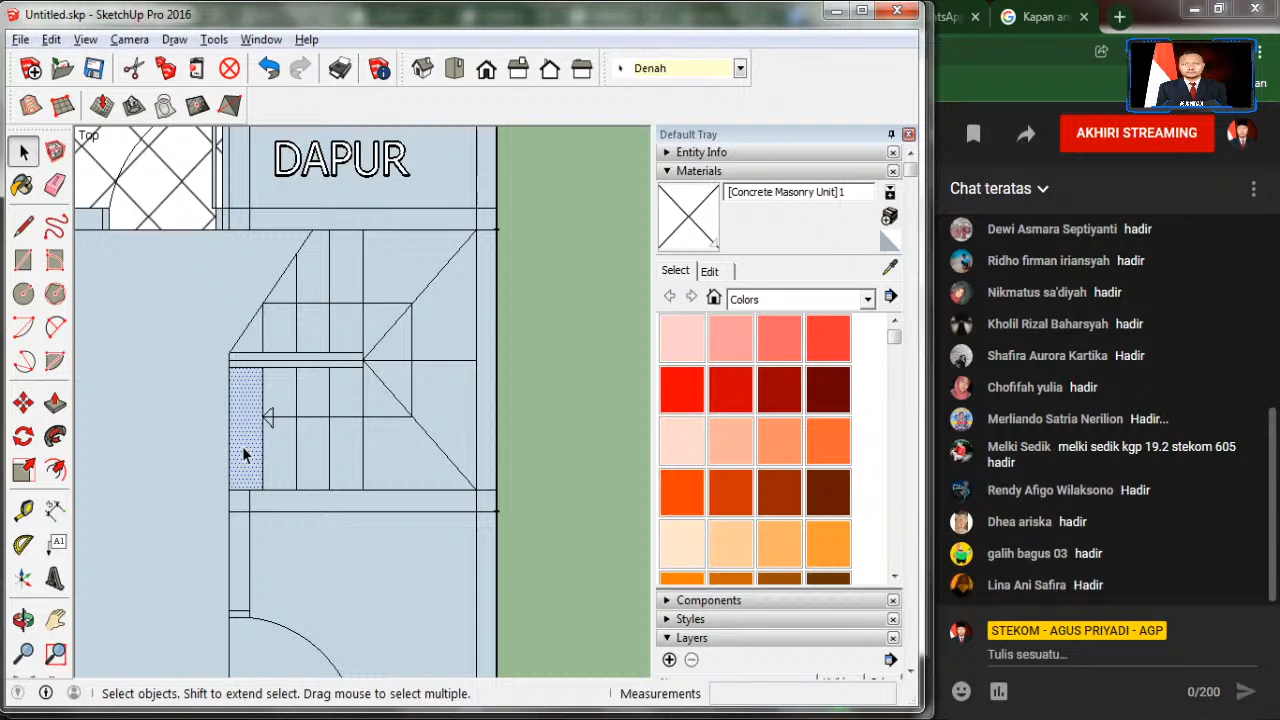 Untitled.skp - SketchUp Pro 2016
File Edit View Camera Draw Tools Window Help
Denah
Top
DAPUR
A1
Default Tray
Entity Info
Materials
[Concrete Masonry Unit]1
Select Edit
Colors
Components
Styles
Layers
Select objects. Shift to extend select. Drag mouse to select multiple.
Measurements
Kapan an
AKHIRI STREAMING
Chat teratas
Dewi Asmara Septiyanti hadir
Ridho firman iriansyah hadir
Nikmatus sa'diyah hadir
Kholil Rizal Baharsyah hadir
Shafira Aurora Kartika Hadir
Chofifah yulia hadir
Merliando Satria Nerilion Hadir...
Melki Sedik melki sedik kgp 19.2 stekom 605
hadir
Rendy Afigo Wilaksono Hadir
Dhea ariska hadir
galih bagus 03 hadir
Lina Ani Safira Hadir
STEKOM - AGUS PRIYADI - AGP
Tulis sesuatu...
0/200